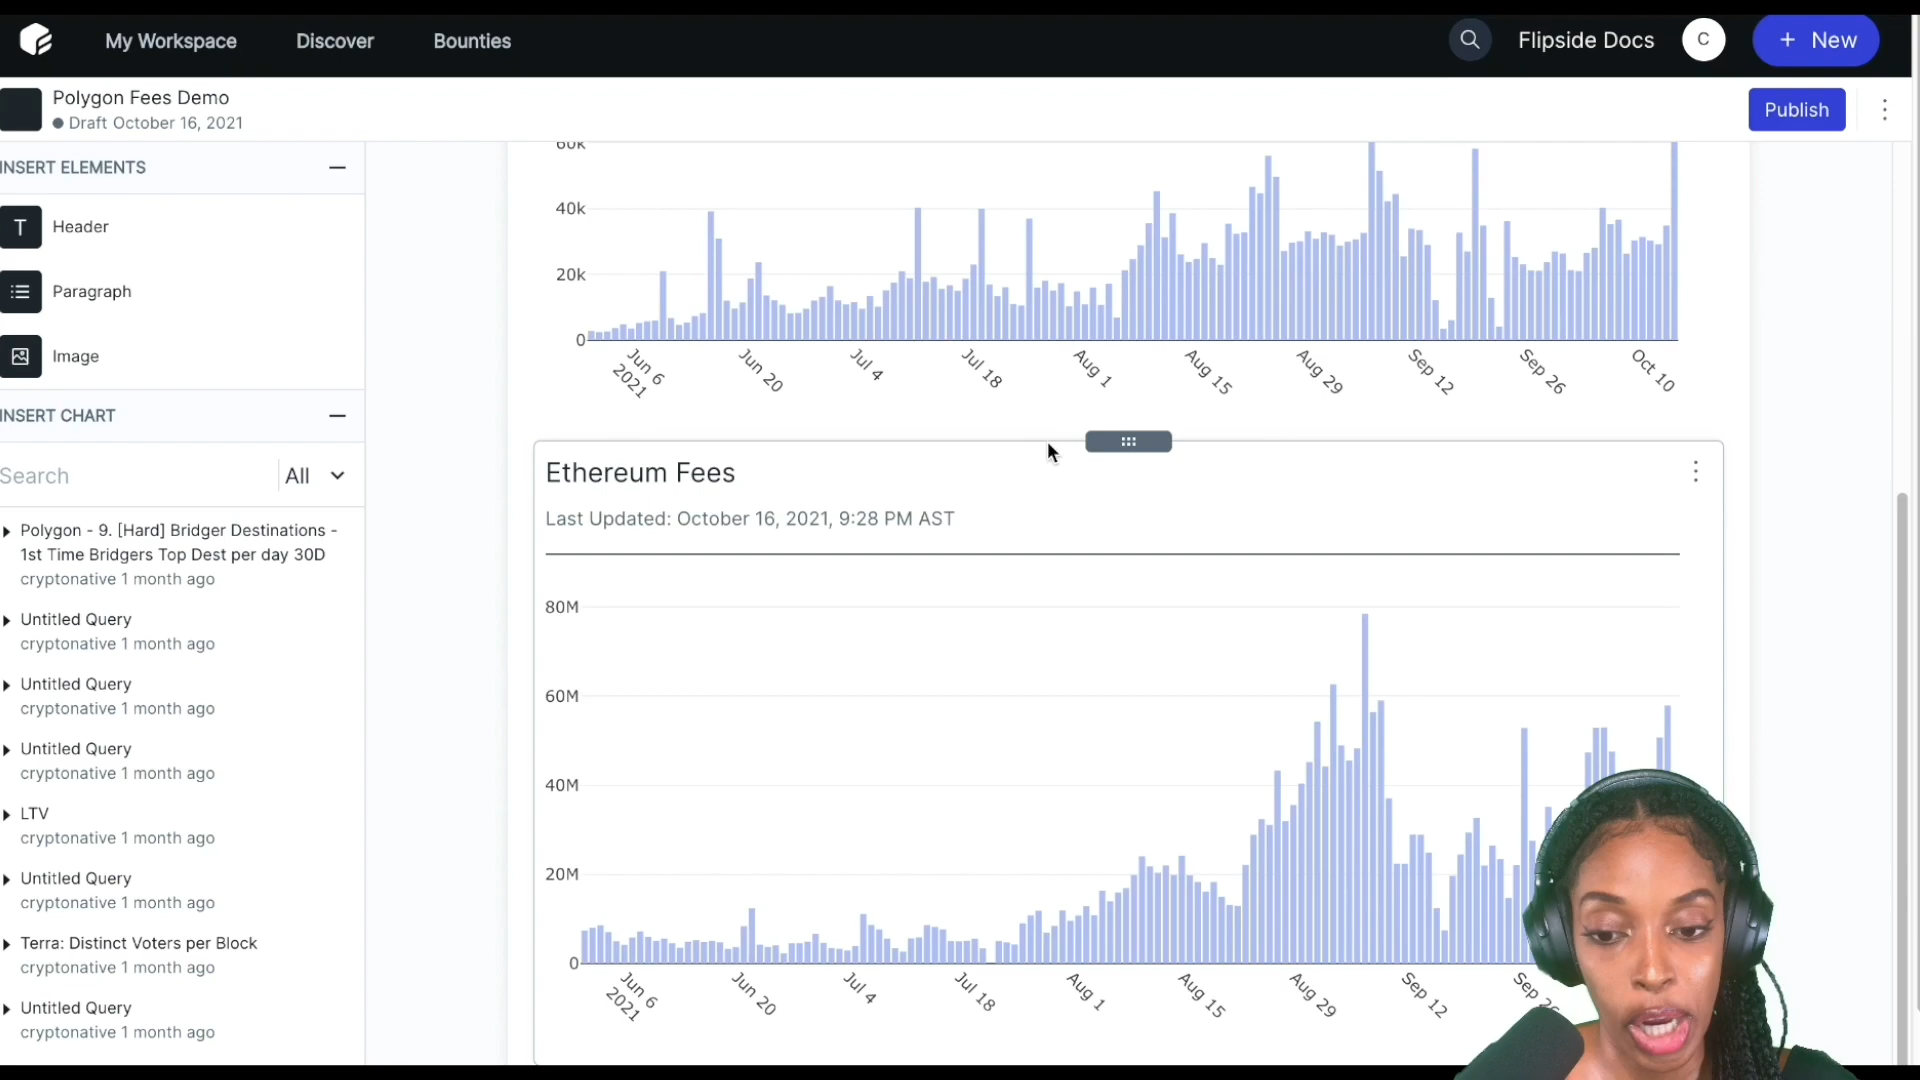 My Workspace
Discover
Bounties
Flipside Docs
C
+ New
Polygon Fees Demo
Draft October 16, 2021
Publish
INSERT ELEMENTS
T Header
Paragraph
Image
INSERT CHART
Search
All
Polygon - 9. [Hard] Bridger Destinations -
1st Time Bridgers Top Dest per day 30D
cryptonative 1 month ago
Untitled Query
cryptonative 1 month ago
Untitled Query
cryptonative 1 month ago
Untitled Query
cryptonative 1 month ago
LTV
cryptonative 1 month ago
Untitled Query
cryptonative 1 month ago
Terra: Distinct Voters per Block
cryptonative 1 month ago
Untitled Query
cryptonative 1 month ago
60k
40k
20k
0
Jun 6
2021
Jun 20
Jul 4
Jul 18
Aug 1
Aug 15
Aug 29
Sep 12
Sep 26
Oct 10
Ethereum Fees
Last Updated: October 16, 2021, 9:28 PM AST
80M
60M
40M
20M
0
Jun 6
2021
Jun 20
Jul 4
Jul 18
Aug 1
Aug 15
Aug 29
Sep 12
Sep